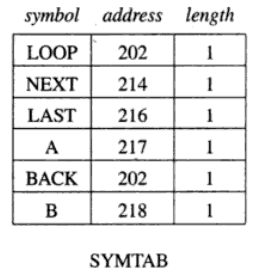 symbol address length
LOOP 202 1
NEXT 214 1
LAST 216 1
A 217 1
BACK 202 1
B 218 1
SYMTAB